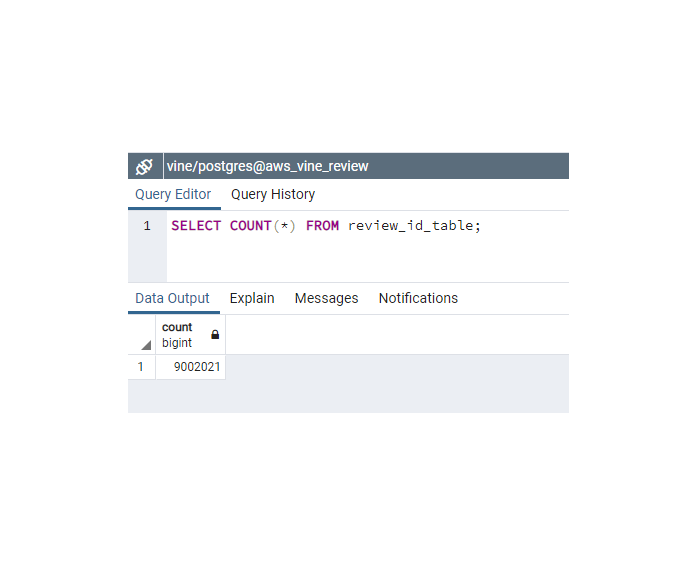 vine/postgres@aws_vine_review
Query Editor Query History
1 SELECT COUNT(*) FROM review_id_table;
Data Output Explain Messages Notifications
count
bigint
1 9002021